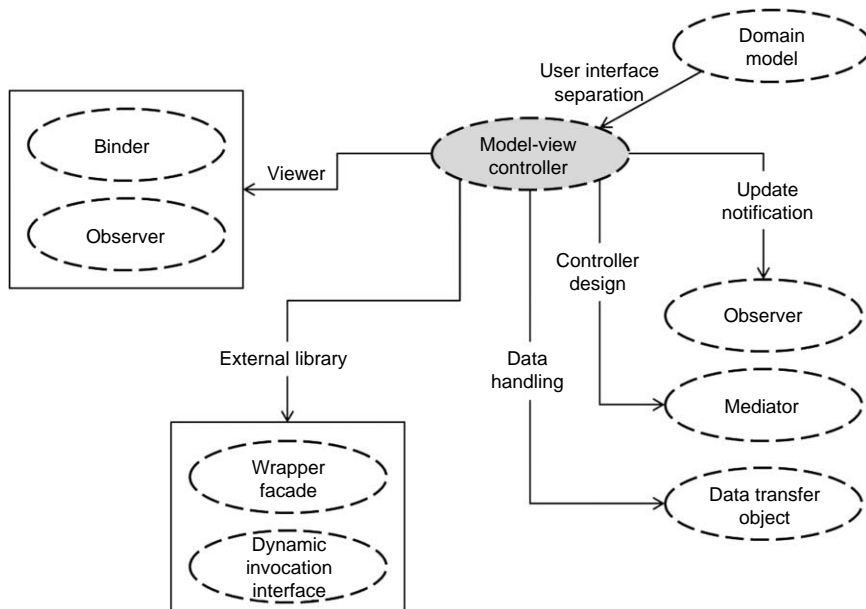 Domain
model
User interface
separation
Model-view
controller
Binder
Viewer
Observer
Update
notification
Controller
design
Observer
External library
Data
handling
Mediator
Wrapper
facade
Data transfer
object
Dynamic
invocation
interface